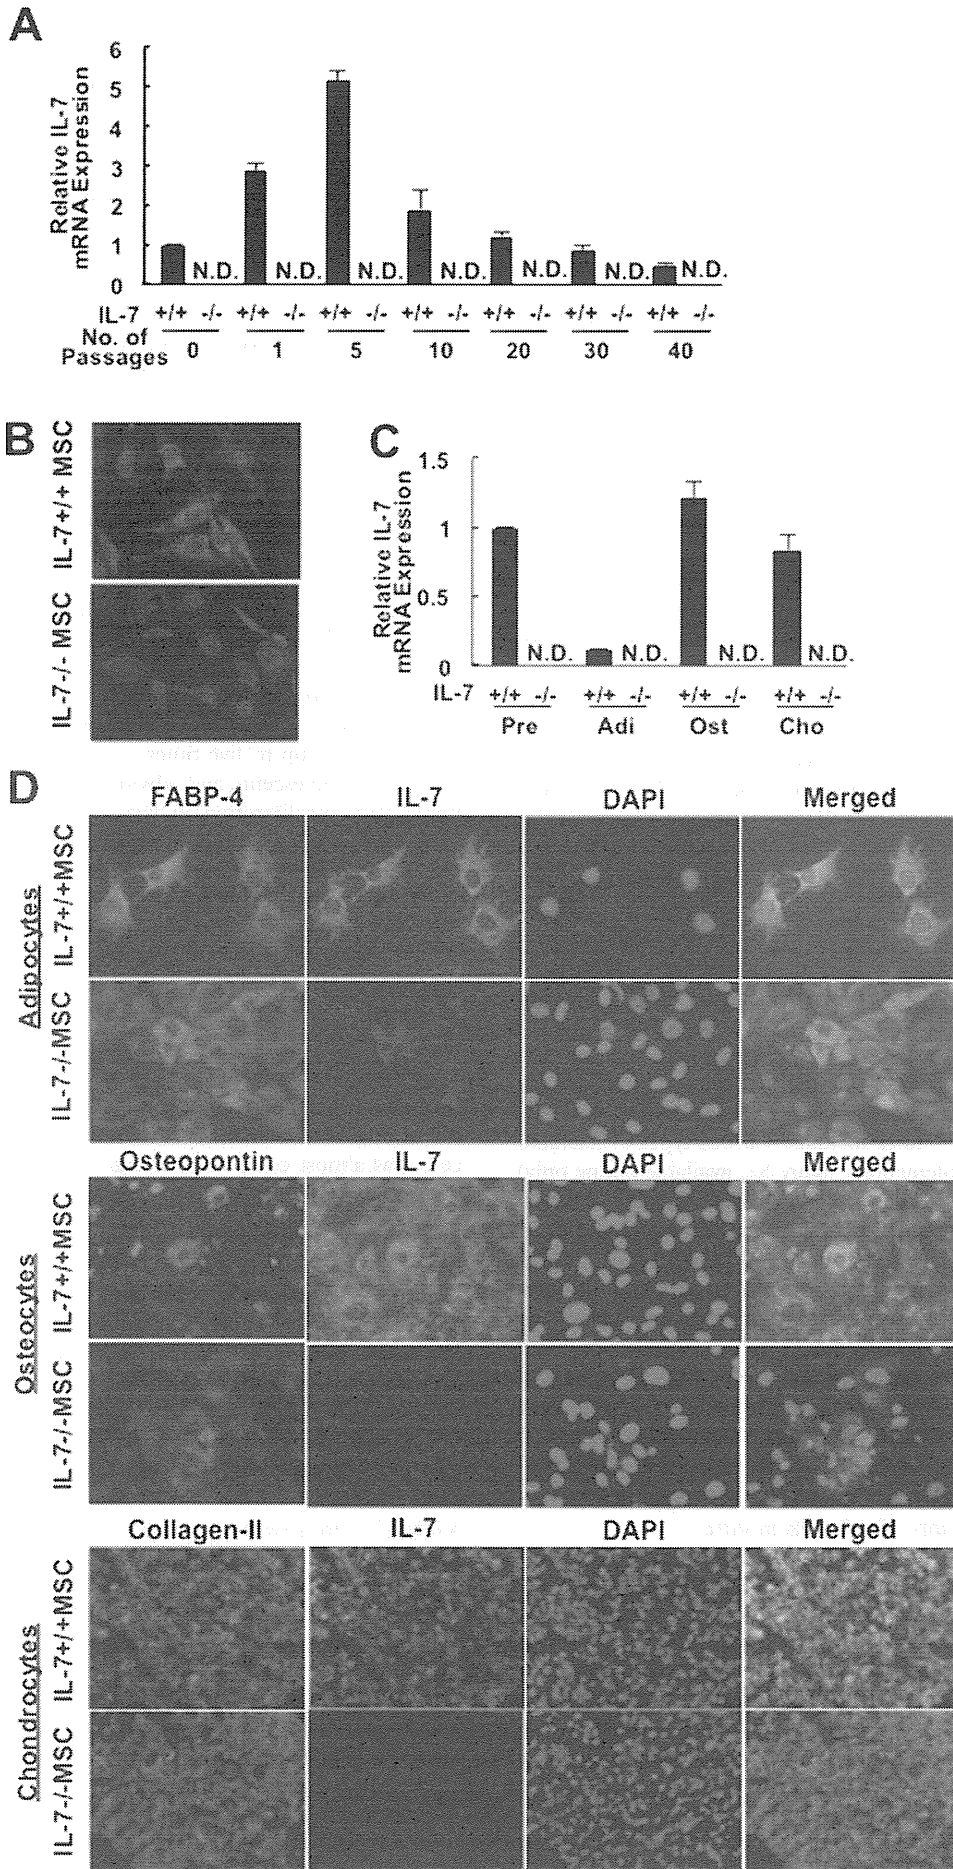 A
Relative IL-7
mRNA Expression
6
5
4
3
2
1
0
N.D. N.D. N.D. N.D. N.D. N.D. N.D.
IL-7 +/+ -/- +/+ -/- +/+ -/- +/+ -/- +/+ -/- +/+ -/- +/+ -/-
No. of
Passages 0 1 5 10 20 30 40
B
IL-7+/+ MSC
IL-7-/- MSC
C
Relative IL-7
mRNA Expression
1.5
1
0.5
0
N.D. N.D. N.D. N.D.
IL-7 +/+ -/- +/+ -/- +/+ -/- +/+ -/-
Pre Adi Ost Cho
D
FABP-4 IL-7 DAPI Merged
Adipocytes
IL-7+/+MSC
IL-7-/-MSC
Osteopontin IL-7 DAPI Merged
Osteocytes
IL-7+/+MSC
IL-7-/-MSC
Collagen-II IL-7 DAPI Merged
Chondrocytes
IL-7+/+MSC
IL-7-/-MSC